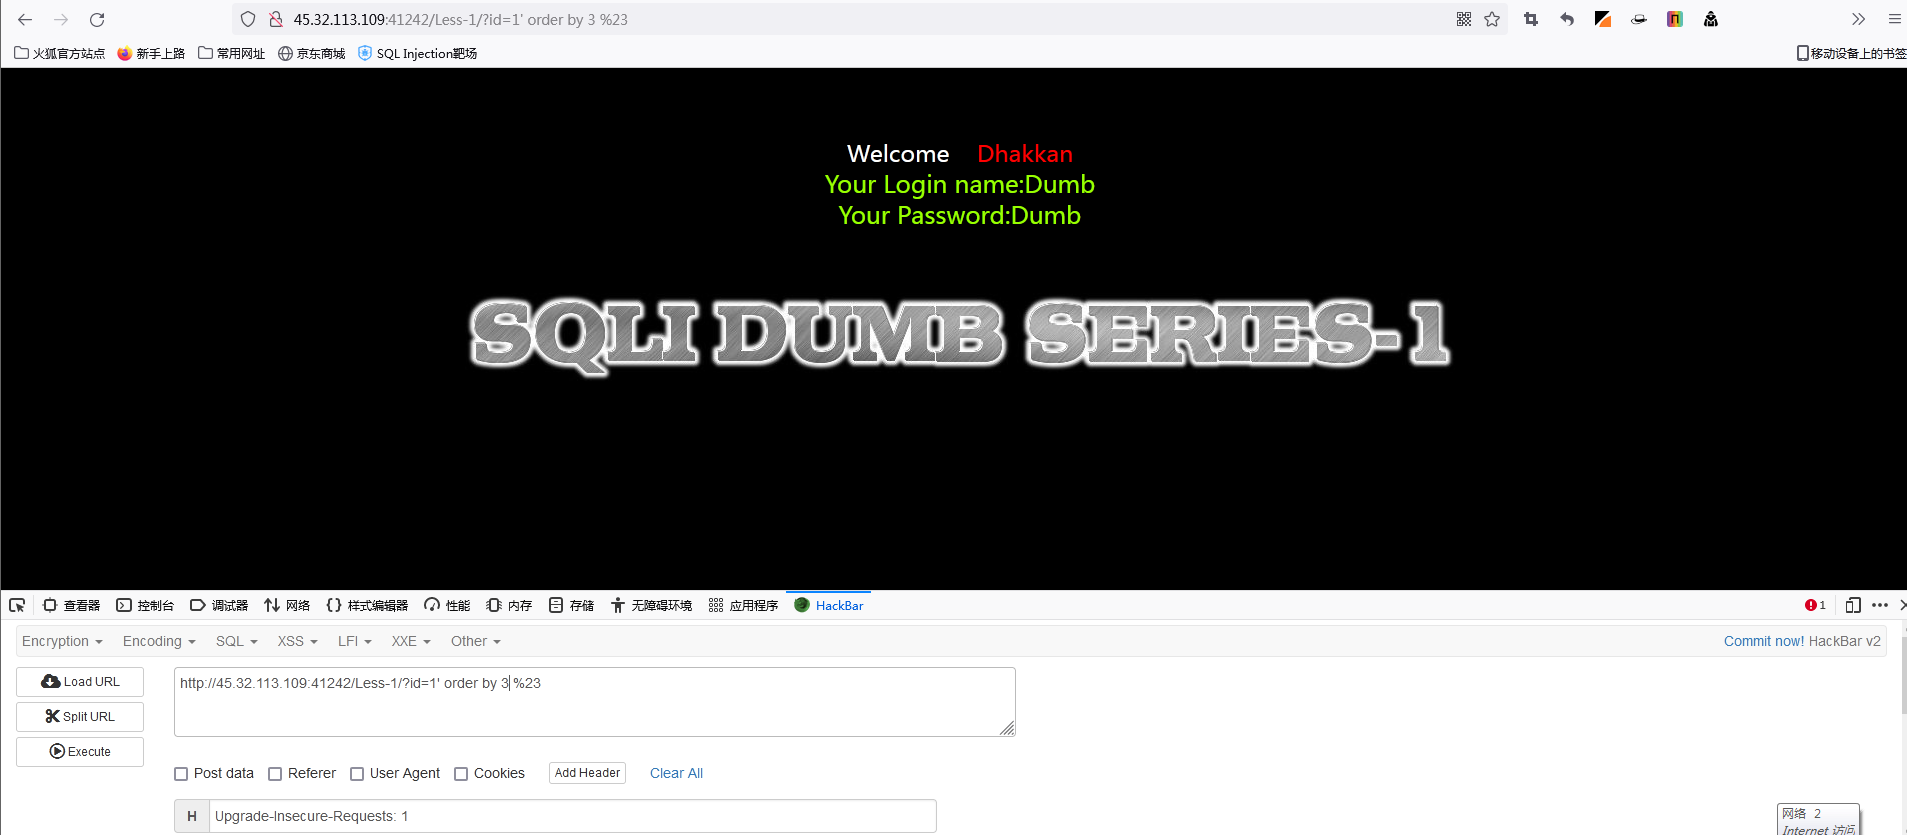 45.32.113.109:41242/Less-1/?id=1' order by 3 %23
火狐官方站点 新手上路 常用网址 京东商城 SQL Injection靶场 移动设备上的书签
Welcome Dhakkan
Your Login name:Dumb
Your Password:Dumb
SQLI DUMB SERIES-1
查看器 控制台 调试器 网络 样式编辑器 性能 内存 存储 无障碍环境 应用程序 HackBar 1
Encryption Encoding SQL XSS LFI XXE Other Commit now! HackBar v2
Load URL http://45.32.113.109:41242/Less-1/?id=1' order by 3 %23
Split URL
Execute
Post data Referer User Agent Cookies Add Header Clear All
H Upgrade-Insecure-Requests: 1
网络 2
Internet 访问